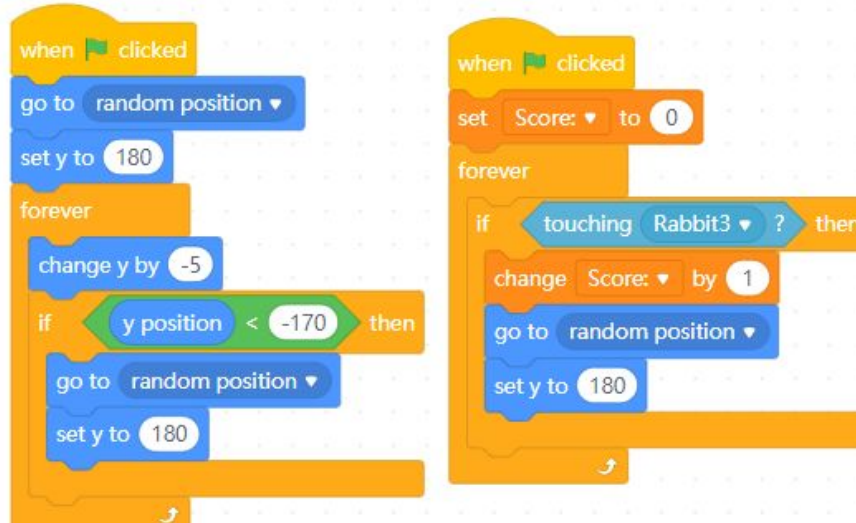 when clicked
go to random position
set y to 180
forever
change y by -5
if y position < -170 then
go to random position
set y to 180
when clicked
set Score: to 0
forever
if touching Rabbit3 ? then
change Score: by 1
go to random position
set y to 180